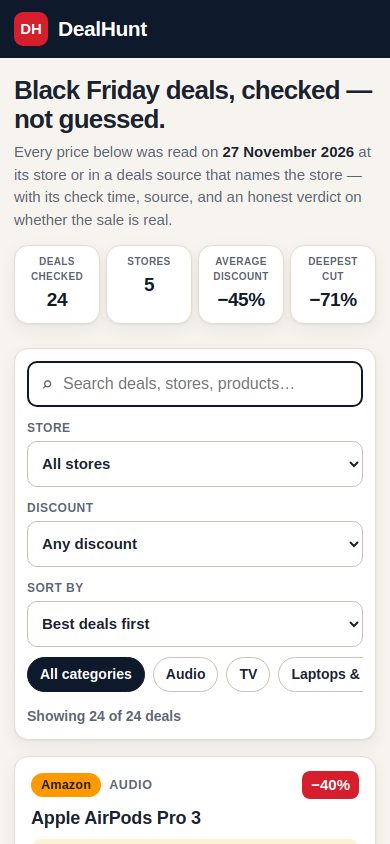 DH DealHunt
Black Friday deals, checked —
not guessed.
Every price below was read on 27 November 2026 at
its store or in a deals source that names the store —
with its check time, source, and an honest verdict on
whether the sale is real.
DEALS CHECKED
24
STORES
5
AVERAGE DISCOUNT
−45%
DEEPEST CUT
−71%
Search deals, stores, products…
STORE
All stores
DISCOUNT
Any discount
SORT BY
Best deals first
All categories Audio TV Laptops &
Showing 24 of 24 deals
Amazon AUDIO −40%
Apple AirPods Pro 3